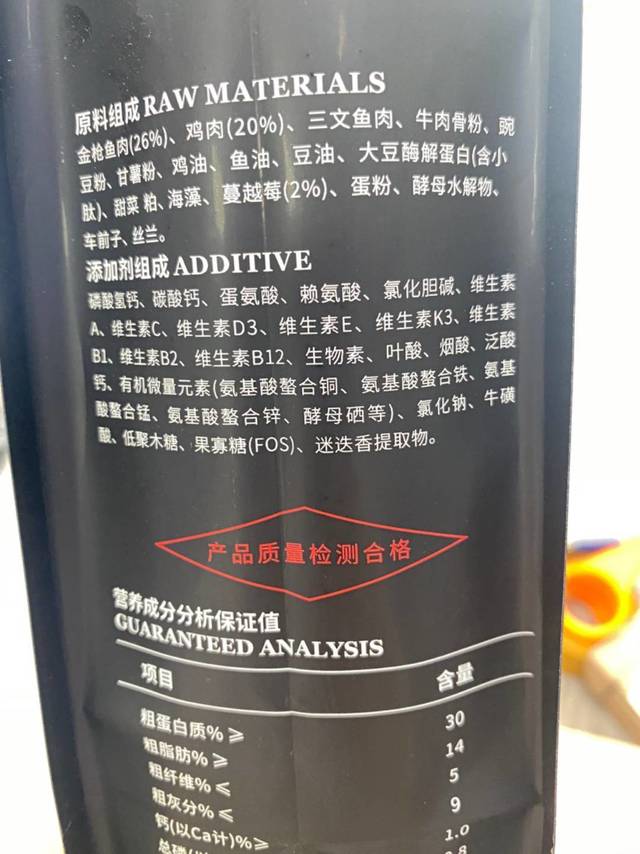 原料组成 RAW MATERIALS
金枪鱼肉(26%)、鸡肉(20%)、三文鱼肉、牛肉骨粉、豌
豆粉、甘薯粉、鸡油、鱼油、豆油、大豆酶解蛋白(含小
肽)、甜菜 粕、海藻、蔓越莓(2%)、蛋粉、酵母水解物、
车前子、丝兰。
添加剂组成 ADDITIVE
磷酸氢钙、碳酸钙、蛋氨酸、赖氨酸、氯化胆碱、维生素
A、维生素C、维生素D3、维生素E、维生素K3、维生素
B1、维生素B2、维生素B12、生物素、叶酸、烟酸、泛酸
钙、有机微量元素(氨基酸螯合铜、氨基酸螯合铁、氨基
酸螯合锰、氨基酸螯合锌、酵母硒等)、氯化钠、牛磺
酸、低聚木糖、果寡糖(FOS)、迷迭香提取物。
产品质量检测合格
营养成分分析保证值
GUARANTEED ANALYSIS
项目 含量
粗蛋白质% ≥ 30
粗脂肪% ≥ 14
粗纤维% ≤ 5
粗灰分% ≤ 9
钙(以Ca计)%≥ 1.0